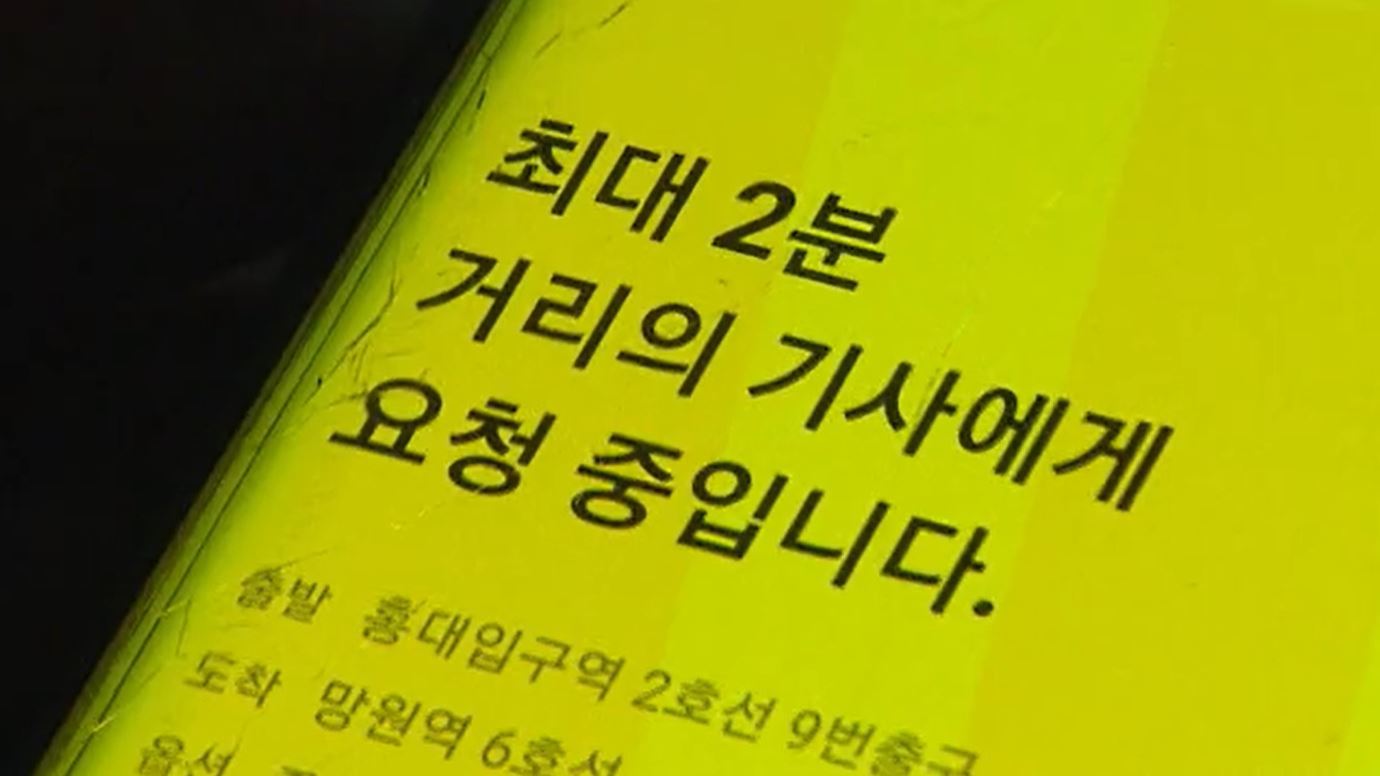 최대 2분
거리의 기사에게
요청 중입니다.
출발 홍대입구역 2호선 9번출구
도착 망원역 6호선
옵션